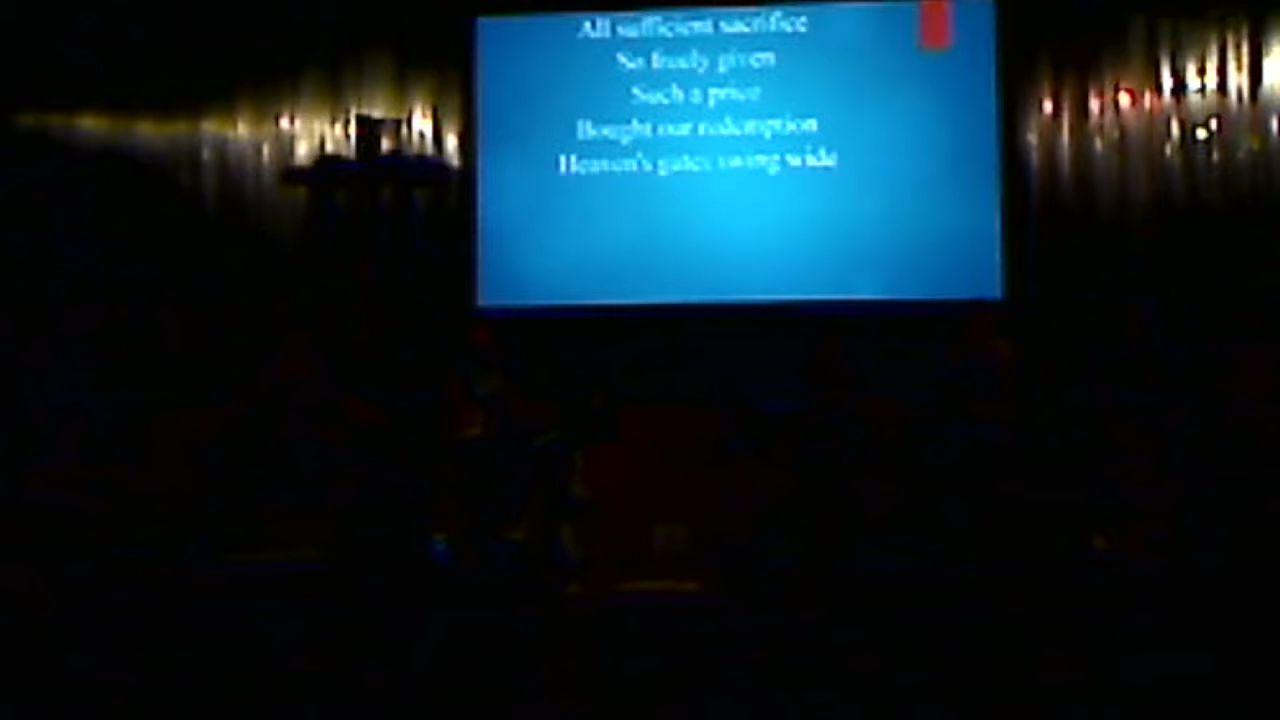 All sufficient sacrifice
So freely given
Such a price
Bought our redemption
Heaven's gates swing wide